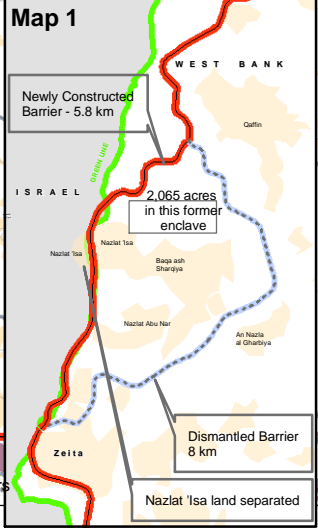 Map 1
WEST BANK
Newly Constructed
Barrier - 5.8 km
Qaffin
GREEN LINE
ISRAEL
2,065 acres
in this former
enclave
Nazlat 'Isa
Nazlat 'Isa
Baqa ash
Sharqiya
Nazlat Abu Nar
An Nazla
al Gharbiya
Dismantled Barrier
8 km
Zeita
Nazlat 'Isa land separated